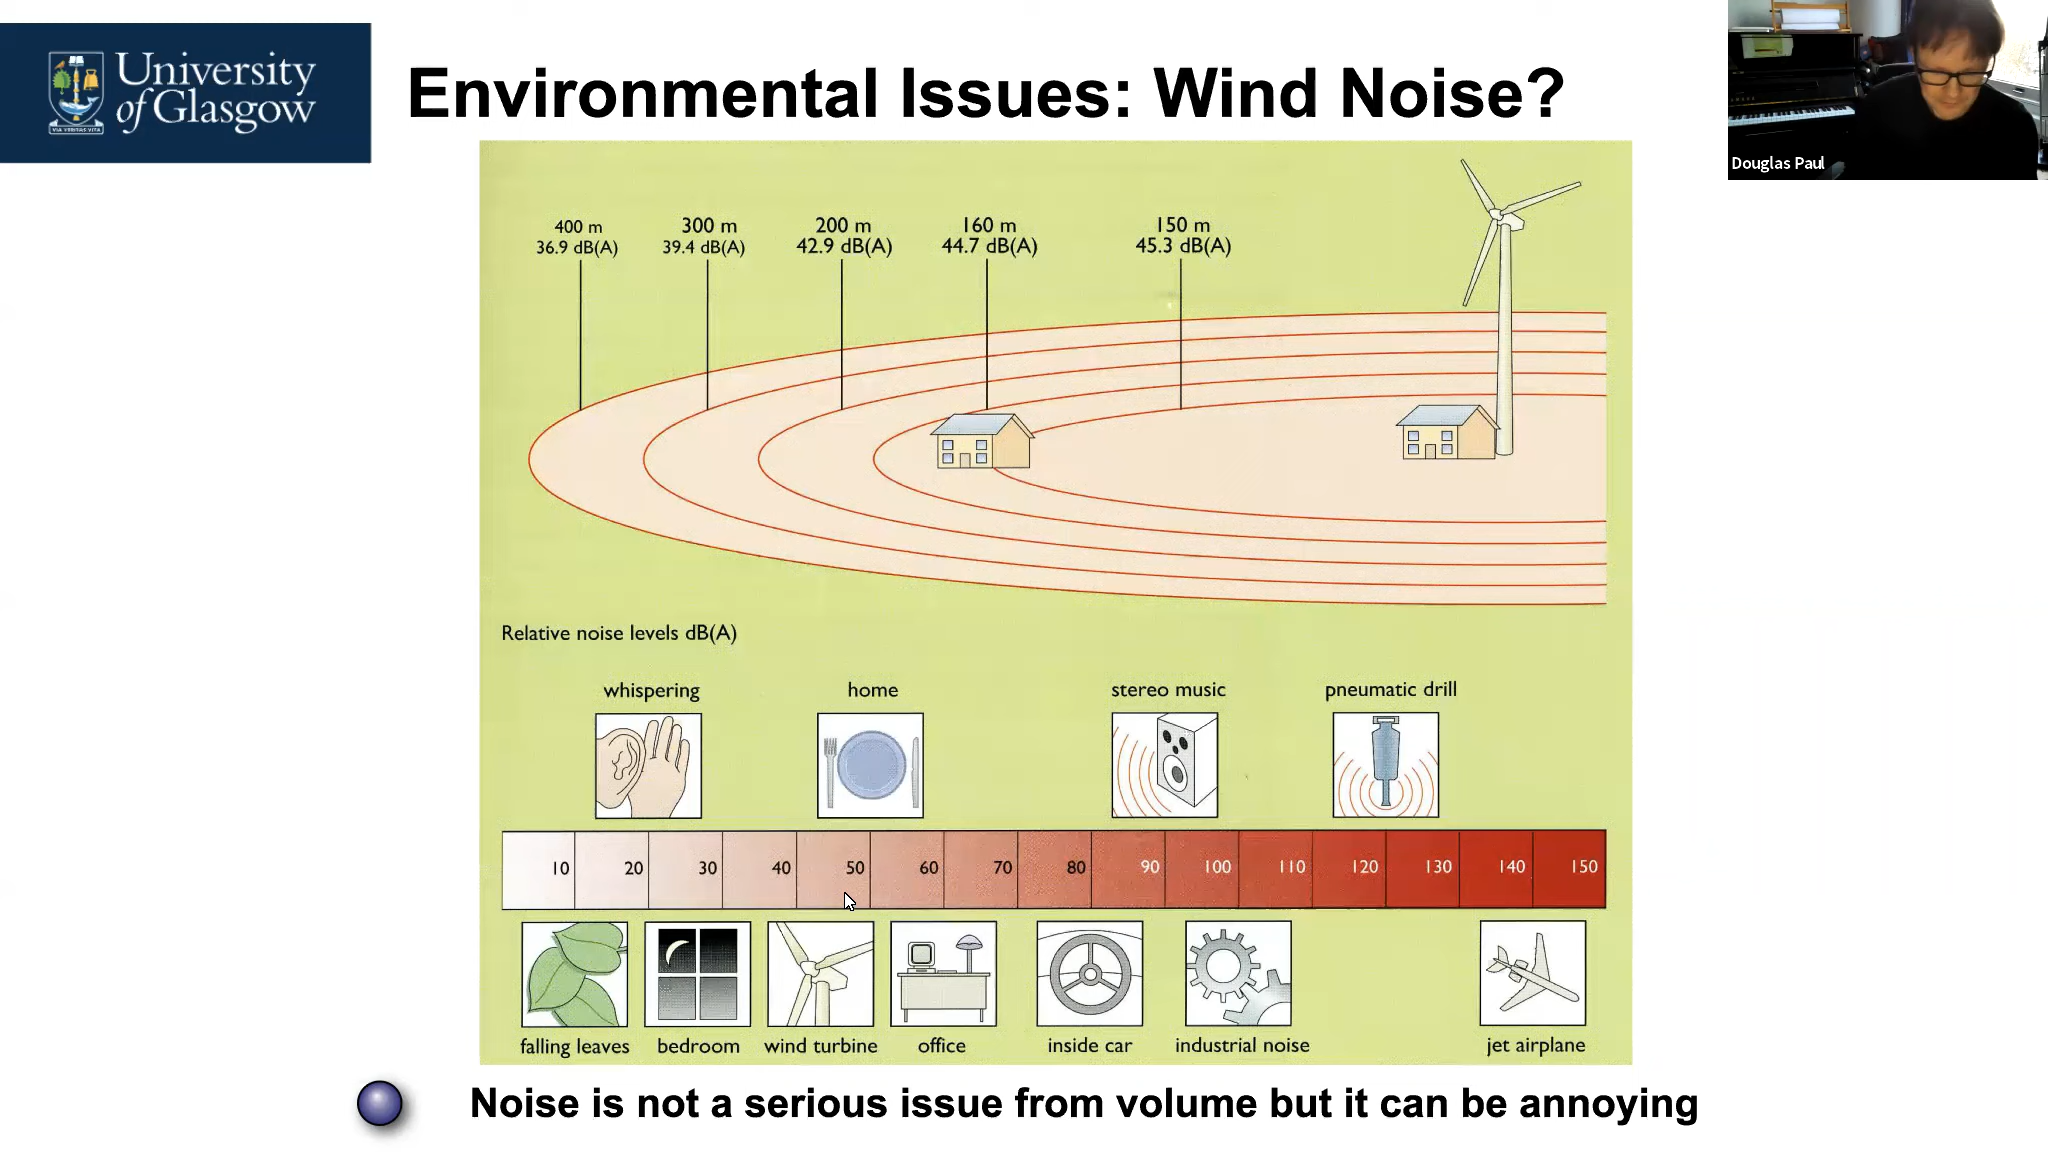 University
of Glasgow
VIA VERITAS VITA
Environmental Issues: Wind Noise?
Douglas Paul
400 m
36.9 dB(A)
300 m
39.4 dB(A)
200 m
42.9 dB(A)
160 m
44.7 dB(A)
150 m
45.3 dB(A)
Relative noise levels dB(A)
whispering
home
stereo music
pneumatic drill
10 20 30 40 50 60 70 80 90 100 110 120 130 140 150
falling leaves
bedroom
wind turbine
office
inside car
industrial noise
jet airplane
Noise is not a serious issue from volume but it can be annoying